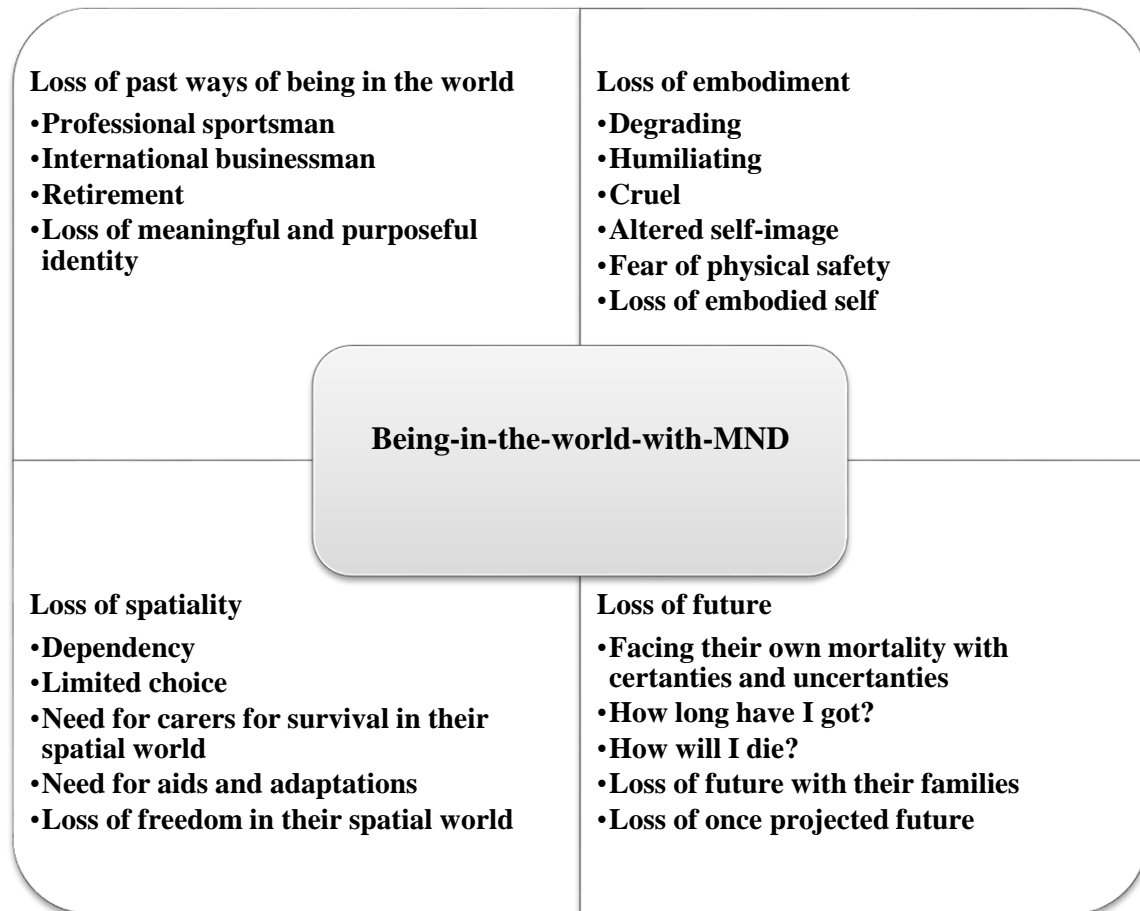 Loss of past ways of being in the world
•Professional sportsman
•International businessman
•Retirement
•Loss of meaningful and purposeful
identity
Loss of embodiment
•Degrading
•Humiliating
•Cruel
•Altered self-image
•Fear of physical safety
•Loss of embodied self
Being-in-the-world-with-MND
Loss of spatiality
•Dependency
•Limited choice
•Need for carers for survival in their
spatial world
•Need for aids and adaptations
•Loss of freedom in their spatial world
Loss of future
•Facing their own mortality with
certanties and uncertanties
•How long have I got?
•How will I die?
•Loss of future with their families
•Loss of once projected future